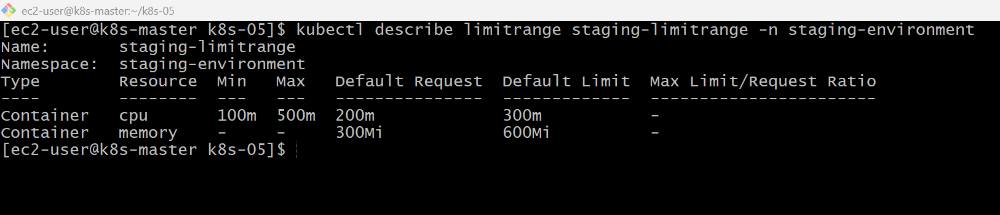 ec2-user@k8s-master:~/k8s-05
[ec2-user@k8s-master k8s-05]$ kubectl describe limitrange staging-limitrange -n staging-environment
Name:       staging-limitrange
Namespace:  staging-environment
Type        Resource  Min   Max   Default Request  Default Limit  Max Limit/Request Ratio
----        --------  ---   ---   ---------------  -------------  -----------------------
Container   cpu       100m  500m  200m             300m           -
Container   memory    -     -     300Mi            600Mi          -
[ec2-user@k8s-master k8s-05]$